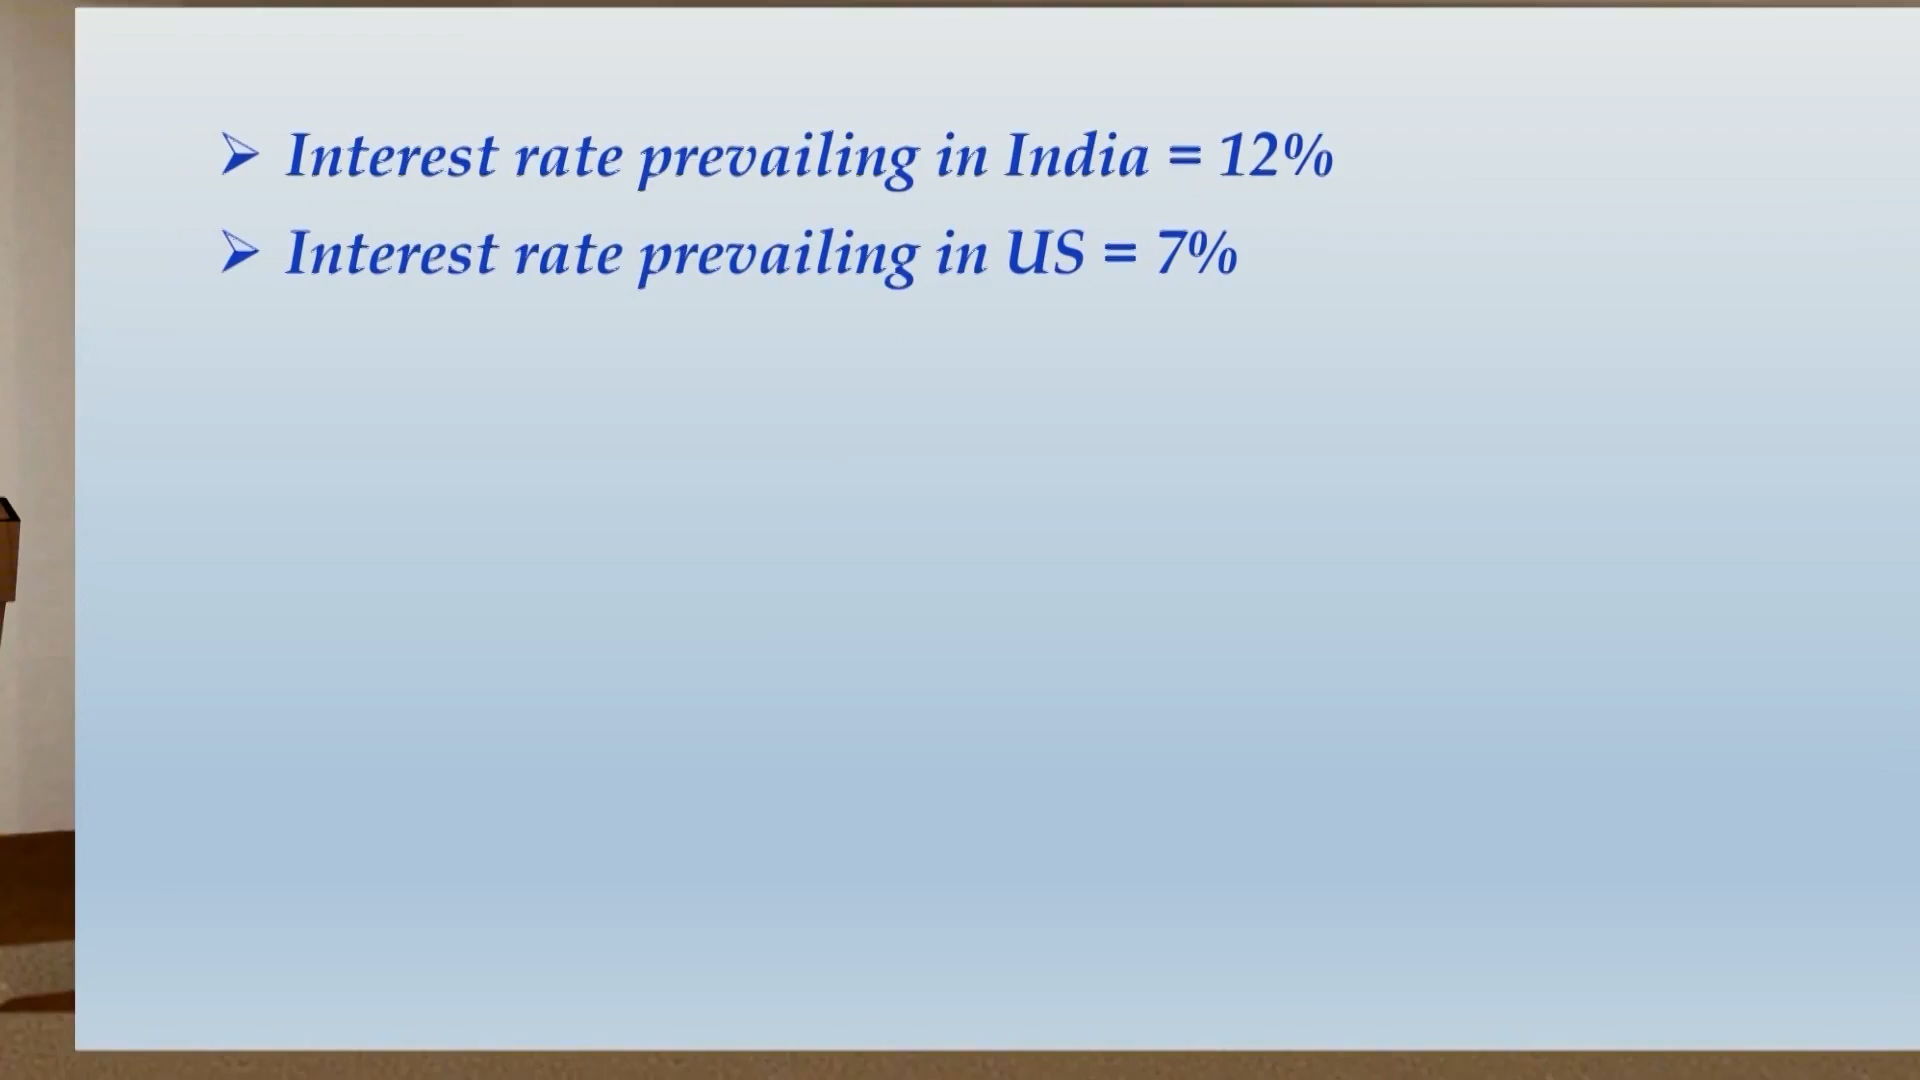 ➢ Interest rate prevailing in India = 12%
➢ Interest rate prevailing in US = 7%